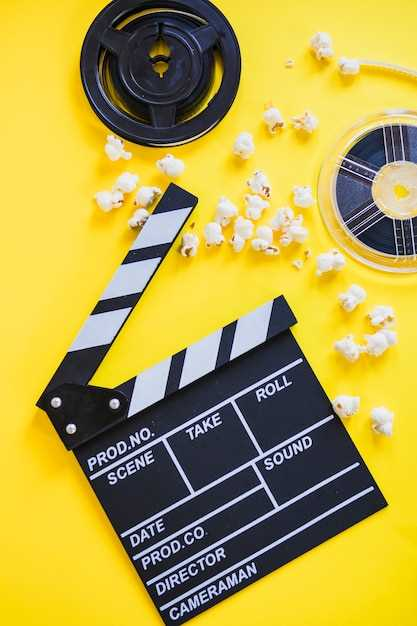 PROD.NO.
SCENE TAKE ROLL
SOUND
DATE
PROD.CO.
DIRECTOR
CAMERAMAN